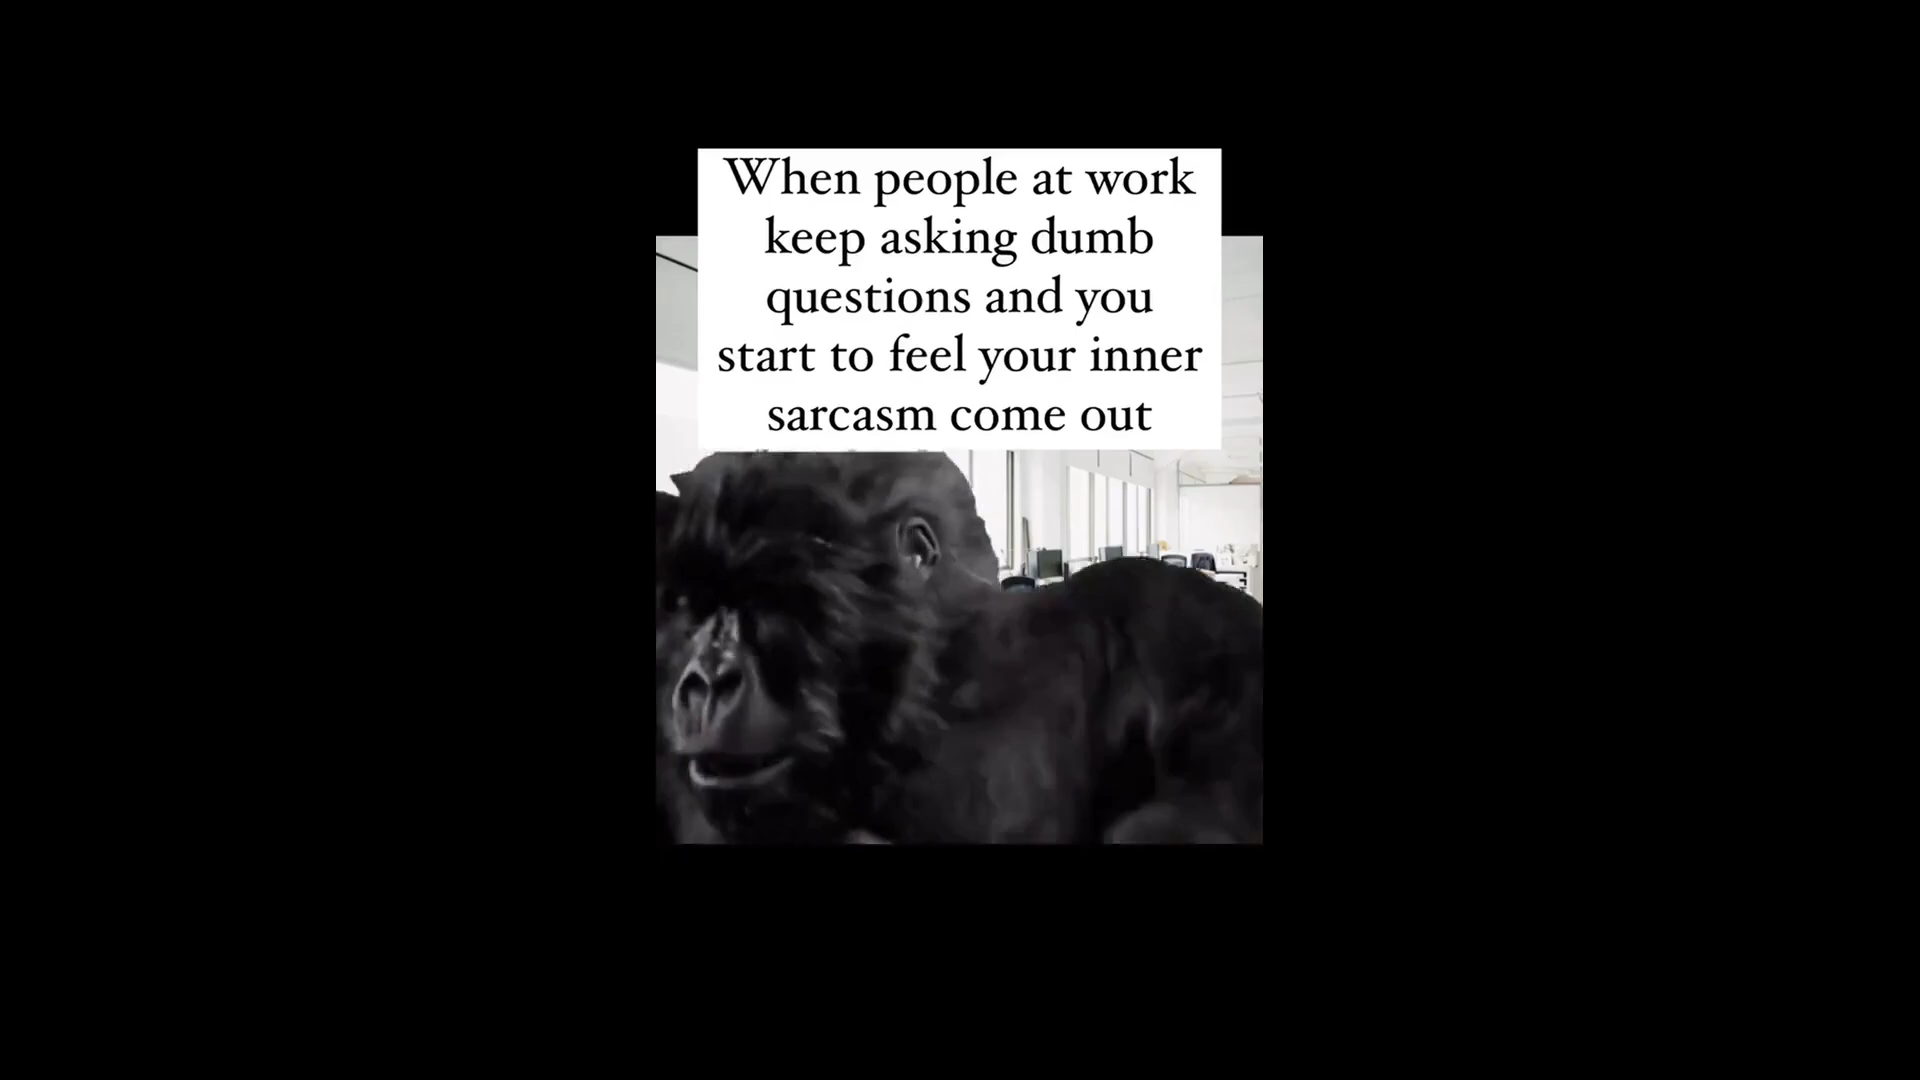 When people at work
keep asking dumb
questions and you
start to feel your inner
sarcasm come out